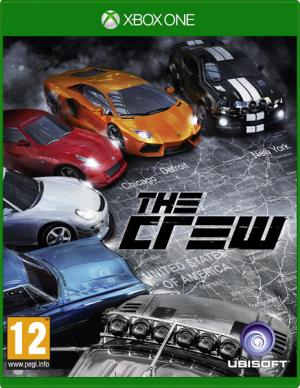 XBOX ONE
New York
Chicago
Detroit
THE
CREW
UNITED STATES
OF AMERICA
12
www.pegi.info
UBISOFT